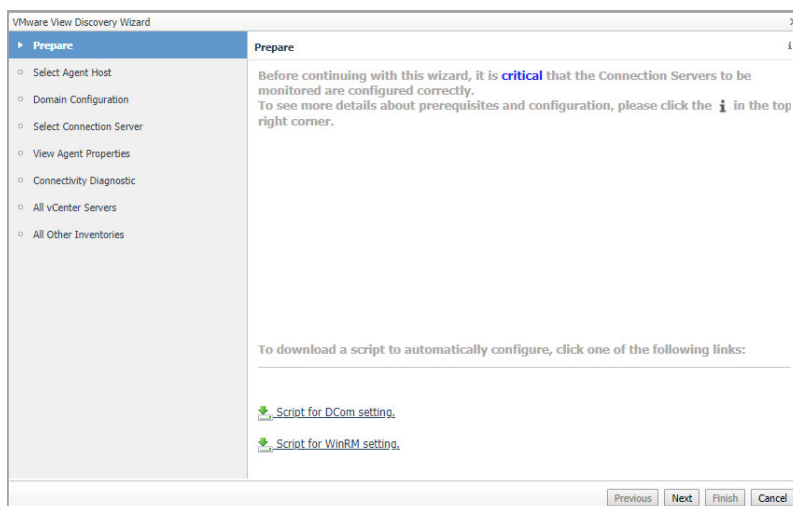 VMware View Discovery Wizard
Prepare
Select Agent Host
Domain Configuration
Select Connection Server
View Agent Properties
Connectivity Diagnostic
All vCenter Servers
All Other Inventories
Prepare
Before continuing with this wizard, it is critical that the Connection Servers to be
monitored are configured correctly.
To see more details about prerequisites and configuration, please click the i in the top
right corner.
To download a script to automatically configure, click one of the following links:
Script for DCom setting.
Script for WinRM setting.
Previous Next Finish Cancel